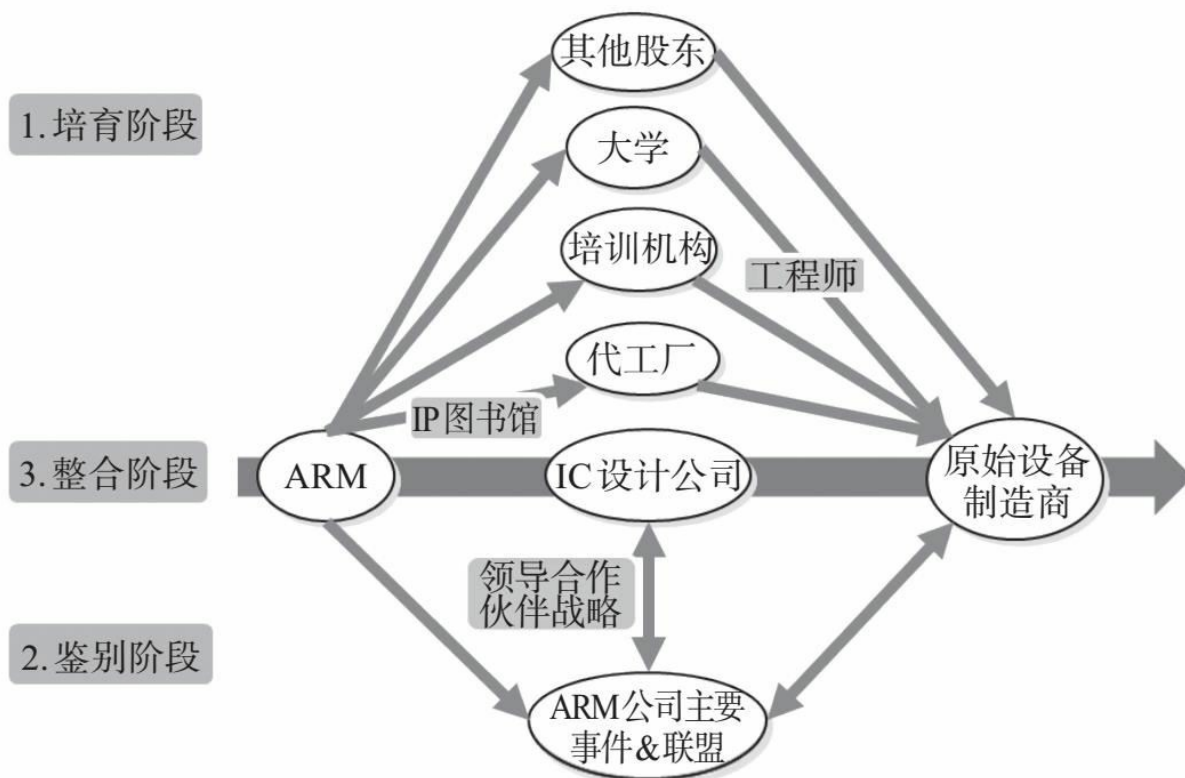 其他股东
1.培育阶段
大学
培训机构
工程师
代工厂
IP图书馆
3.整合阶段
ARM
IC设计公司
原始设备
制造商
领导合作
伙伴战略
2.鉴别阶段
ARM公司主要
事件&联盟